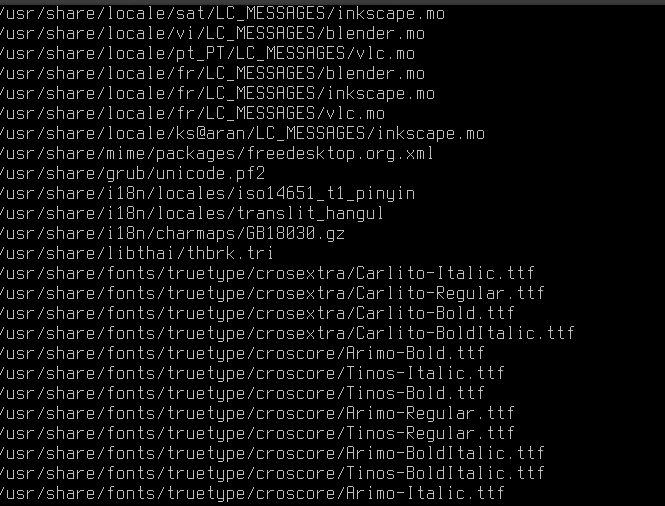 /usr/share/locale/sat/LC_MESSAGES/inkscape.mo
/usr/share/locale/vi/LC_MESSAGES/blender.mo
/usr/share/locale/pt_PT/LC_MESSAGES/vlc.mo
/usr/share/locale/fr/LC_MESSAGES/blender.mo
/usr/share/locale/fr/LC_MESSAGES/inkscape.mo
/usr/share/locale/fr/LC_MESSAGES/vlc.mo
/usr/share/locale/ks@aran/LC_MESSAGES/inkscape.mo
/usr/share/mime/packages/freedesktop.org.xml
/usr/share/grub/unicode.pf2
/usr/share/i18n/locales/iso14651_t1_pinyin
/usr/share/i18n/locales/translit_hangul
/usr/share/i18n/charmaps/GB18030.gz
/usr/share/libthai/thbrk.tri
/usr/share/fonts/truetype/crosextra/Carlito-Italic.ttf
/usr/share/fonts/truetype/crosextra/Carlito-Regular.ttf
/usr/share/fonts/truetype/crosextra/Carlito-Bold.ttf
/usr/share/fonts/truetype/crosextra/Carlito-BoldItalic.ttf
/usr/share/fonts/truetype/croscore/Arimo-Bold.ttf
/usr/share/fonts/truetype/croscore/Tinos-Italic.ttf
/usr/share/fonts/truetype/croscore/Tinos-Bold.ttf
/usr/share/fonts/truetype/croscore/Arimo-Regular.ttf
/usr/share/fonts/truetype/croscore/Tinos-Regular.ttf
/usr/share/fonts/truetype/croscore/Arimo-BoldItalic.ttf
/usr/share/fonts/truetype/croscore/Tinos-BoldItalic.ttf
/usr/share/fonts/truetype/croscore/Arimo-Italic.ttf